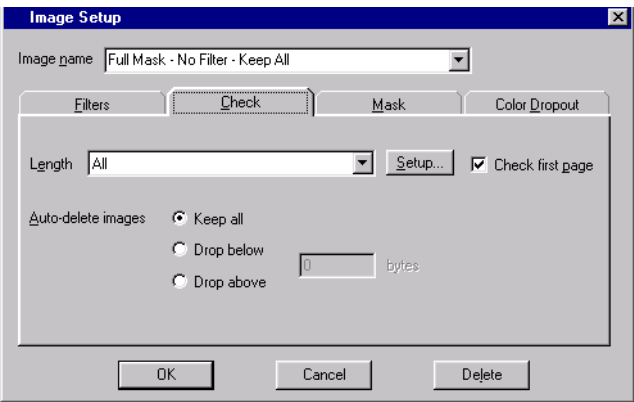 Image Setup
Image name Full Mask - No Filter - Keep All
Filters Check Mask Color Dropout
Length All Setup... Check first page
Auto-delete images Keep all
Drop below 0 bytes
Drop above
OK Cancel Delete